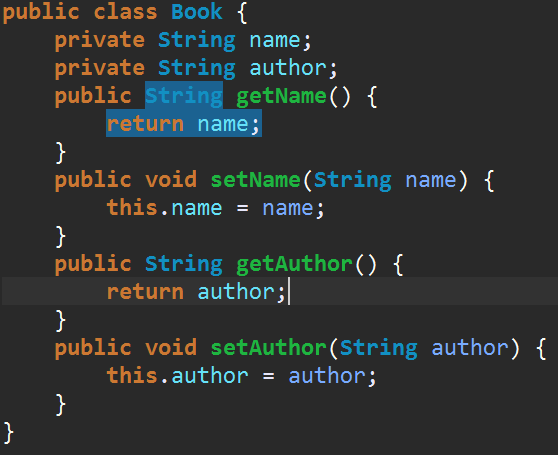 public class Book {
    private String name;
    private String author;
    public String getName() {
        return name;
    }
    public void setName(String name) {
        this.name = name;
    }
    public String getAuthor() {
        return author;
    }
    public void setAuthor(String author) {
        this.author = author;
    }
}